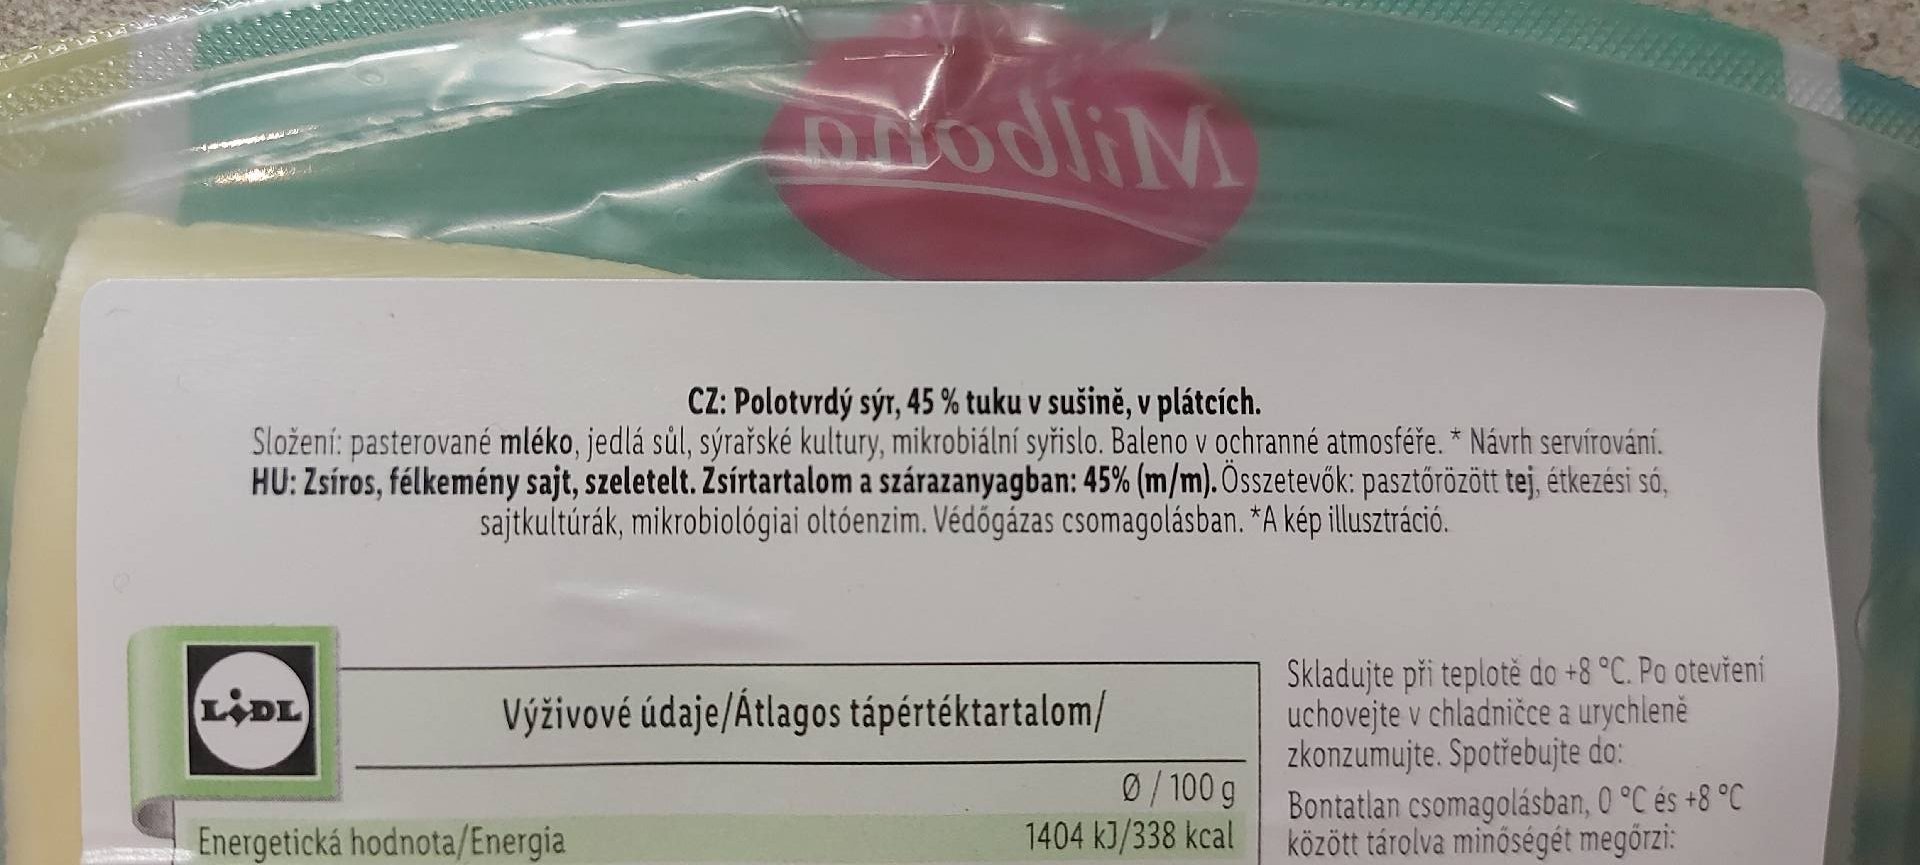 Milbona
CZ: Polotvrdý sýr, 45 % tuku v sušině, v plátcích.
Složení: pasterované mléko, jedlá sůl, sýrařské kultury, mikrobiální syřislo. Baleno v ochranné atmosféře. * Návrh servírování.
HU: Zsíros, félkemény sajt, szeletelt. Zsírtartalom a szárazanyagban: 45% (m/m). Összetevők: pasztőrözött tej, étkezési só,
sajtkultúrák, mikrobiológiai oltóenzim. Védőgázas csomagolásban. *A kép illusztráció.
LIDL
Výživové údaje/Átlagos tápértéktartalom/
Ø / 100 g
Energetická hodnota/Energia 1404 kJ/338 kcal
Skladujte při teplotě do +8 °C. Po otevření
uchovejte v chladničce a urychleně
zkonzumujte. Spotřebujte do:
Bontatlan csomagolásban, 0 °C és +8 °C
között tárolva minőségét megőrzi: